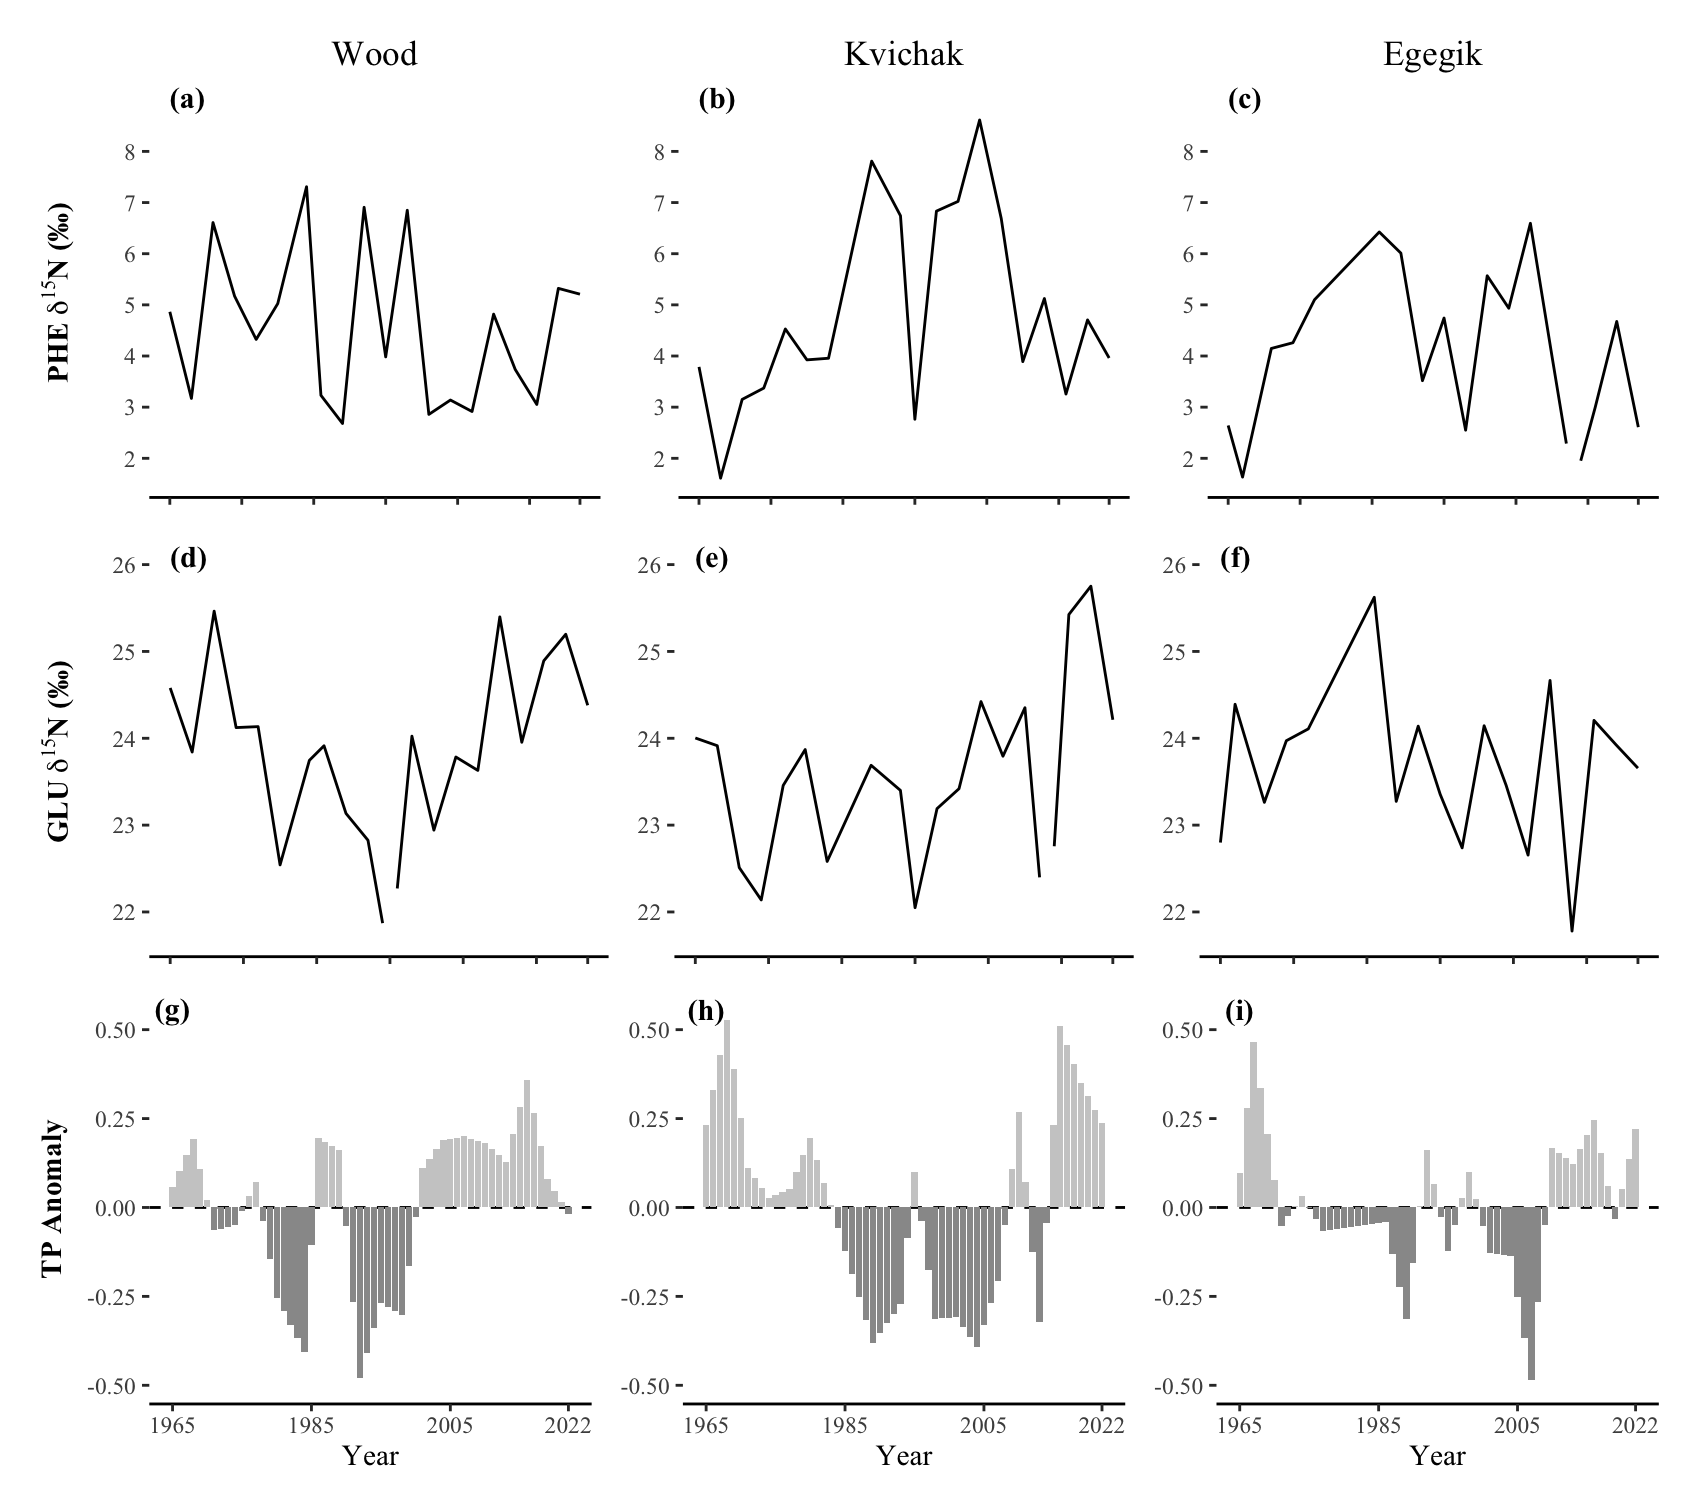 Wood Kvichak Egegik
(a) (b) (c)
PHE δ¹⁵N (‰)
8 8 8
7 7 7
6 6 6
5 5 5
4 4 4
3 3 3
2 2 2
(d) (e) (f)
GLU δ¹⁵N (‰)
26 26 26
25 25 25
24 24 24
23 23 23
22 22 22
(g) (h) (i)
TP Anomaly
0.50 0.50 0.50
0.25 0.25 0.25
0.00 0.00 0.00
-0.25 -0.25 -0.25
-0.50 -0.50 -0.50
1965 1985 2005 2022 1965 1985 2005 2022 1965 1985 2005 2022
Year Year Year